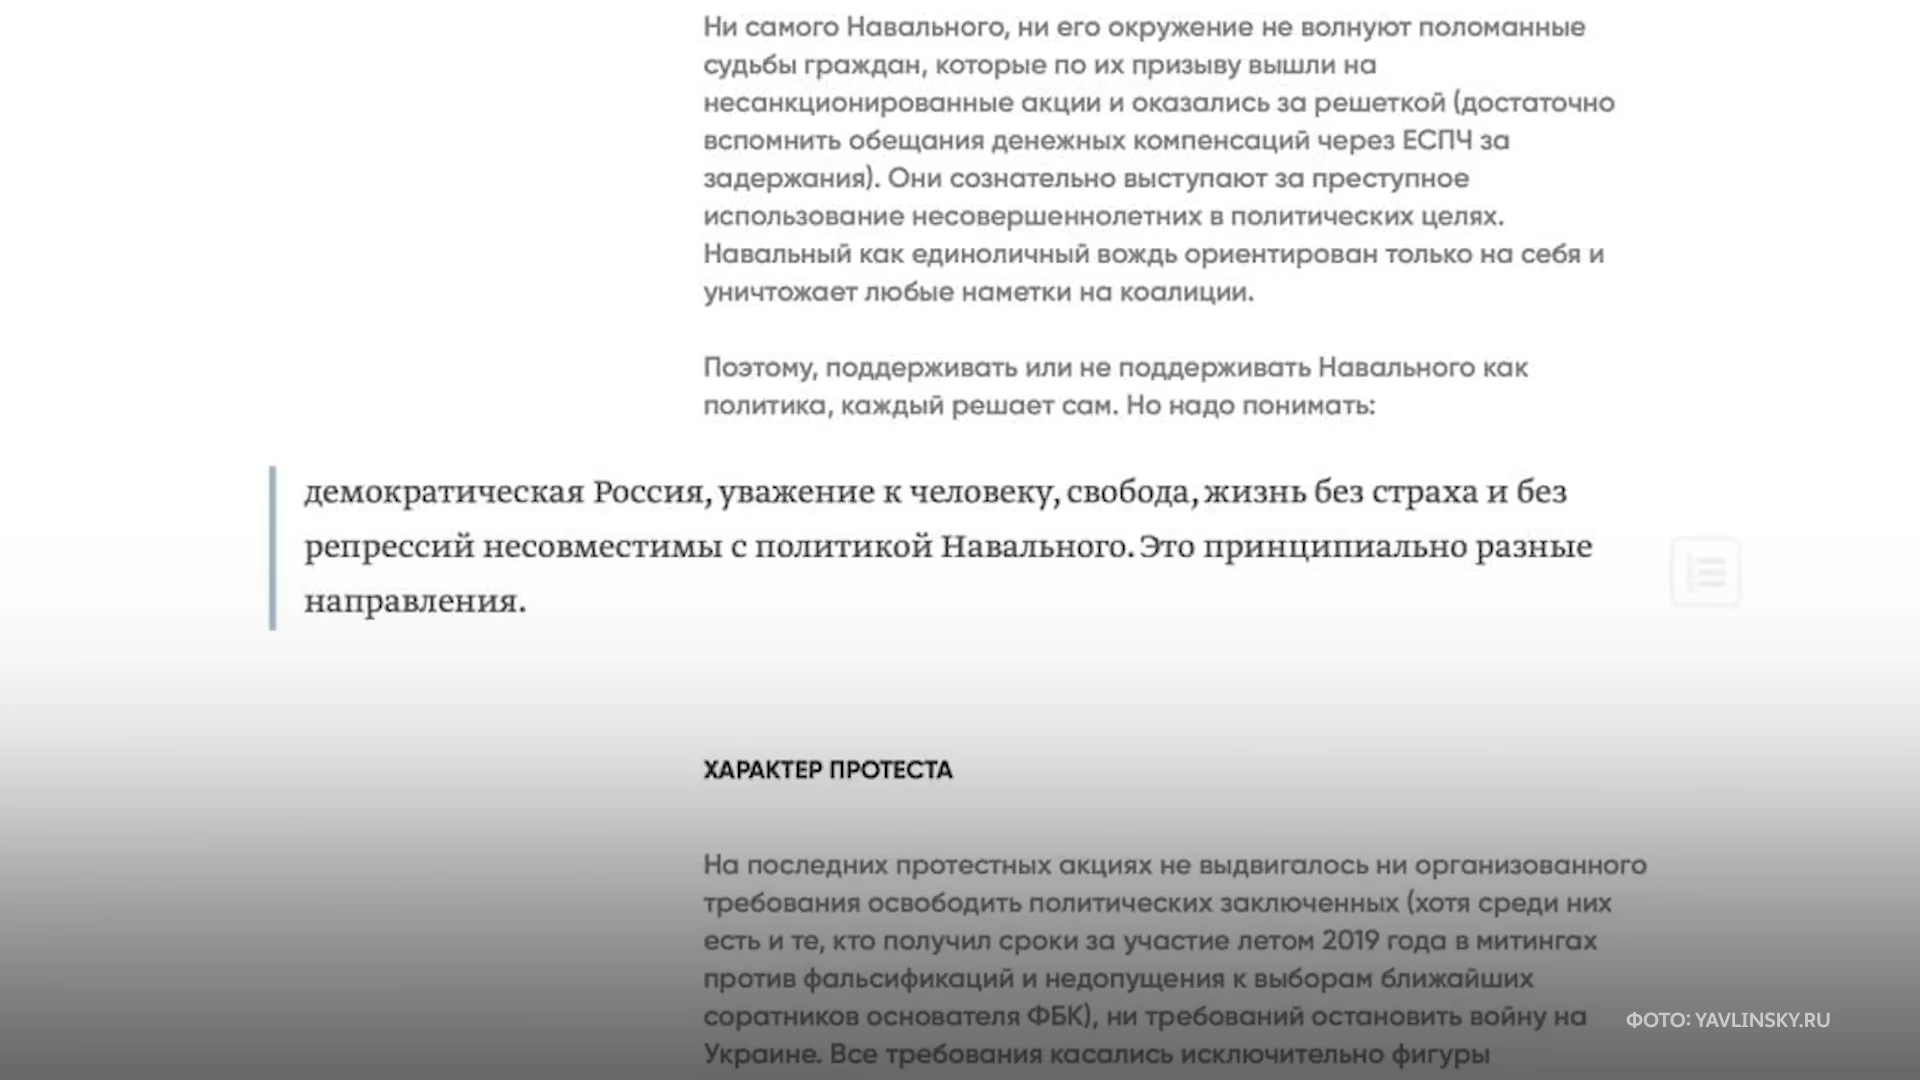 Ни самого Навального, ни его окружение не волнуют поломанные
судьбы граждан, которые по их призыву вышли на
несанкционированные акции и оказались за решеткой (достаточно
вспомнить обещания денежных компенсаций через ЕСПЧ за
задержания). Они сознательно выступают за преступное
использование несовершеннолетних в политических целях.
Навальный как единоличный вождь ориентирован только на себя и
уничтожает любые наметки на коалиции.
Поэтому, поддерживать или не поддерживать Навального как
политика, каждый решает сам. Но надо понимать:
демократическая Россия, уважение к человеку, свобода, жизнь без страха и без
репрессий несовместимы с политикой Навального. Это принципиально разные
направления.
ХАРАКТЕР ПРОТЕСТА
На последних протестных акциях не выдвигалось ни организованного
требования освободить политических заключенных (хотя среди них
есть и те, кто получил сроки за участие летом 2019 года в митингах
против фальсификаций и недопущения к выборам ближайших
соратников основателя ФБК), ни требований остановить войну на
Украине. Все требования касались исключительно фигуры
ФОТО: YAVLINSKY.RU